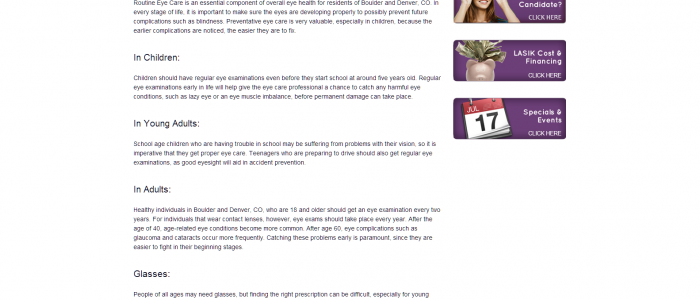 Routine Eye Care is an essential component of overall eye health for residents of Boulder and Denver, CO. In
every stage of life, it is important to make sure the eyes are developing properly to possibly prevent future
complications such as blindness. Preventative eye care is very valuable, especially in children, because the
earlier complications are noticed, the easier they are to fix.
In Children:
Children should have regular eye examinations even before they start school at around five years old. Regular
eye examinations early in life will help give the eye care professional a chance to catch any harmful eye
conditions, such as lazy eye or an eye muscle imbalance, before permanent damage can take place.
In Young Adults:
School age children who are having trouble in school may be suffering from problems with their vision, so it is
imperative that they get proper eye care. Teenagers who are preparing to drive should also get regular eye
examinations, as good eyesight will aid in accident prevention.
In Adults:
Healthy individuals in Boulder and Denver, CO, who are 18 and older should get an eye examination every two
years. For individuals that wear contact lenses, however, eye exams should take place every year. After the
age of 40, age-related eye conditions become more common. After age 60, eye complications such as
glaucoma and cataracts occur more frequently. Catching these problems early is paramount, since they are
easier to fight in their beginning stages.
Glasses:
People of all ages may need glasses, but finding the right prescription can be difficult, especially for young
Candidate?
CLICK HERE
LASIK Cost &
Financing
CLICK HERE
JUL
17
Specials &
Events
CLICK HERE